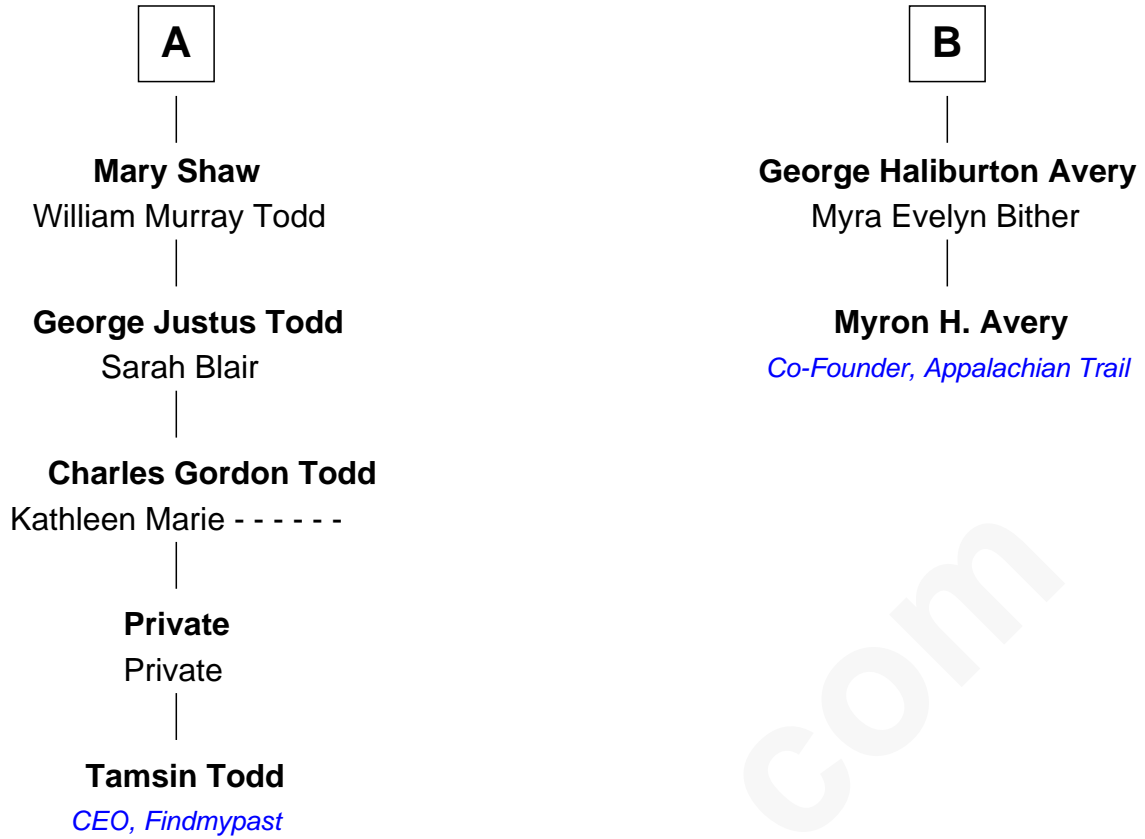 A
Mary Shaw
William Murray Todd
George Justus Todd
Sarah Blair
Charles Gordon Todd
Kathleen Marie - - - - - -
Private
Private
Tamsin Todd
CEO, Findmypast
B
George Haliburton Avery
Myra Evelyn Bither
Myron H. Avery
Co-Founder, Appalachian Trail
com